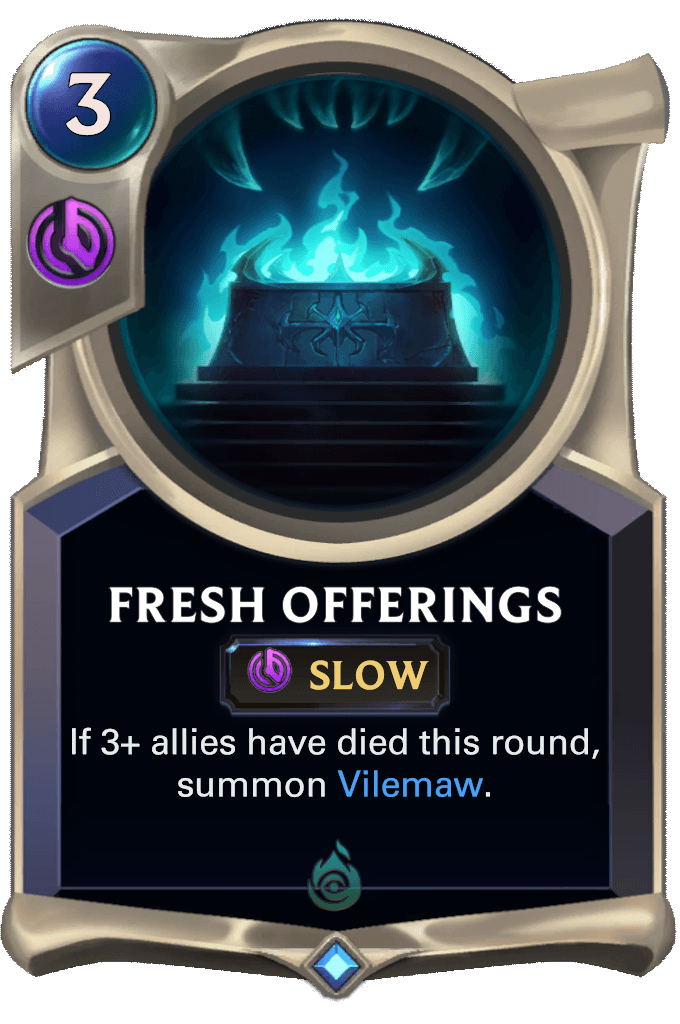 3
FRESH OFFERINGS
SLOW
If 3+ allies have died this round,
summon Vilemaw.